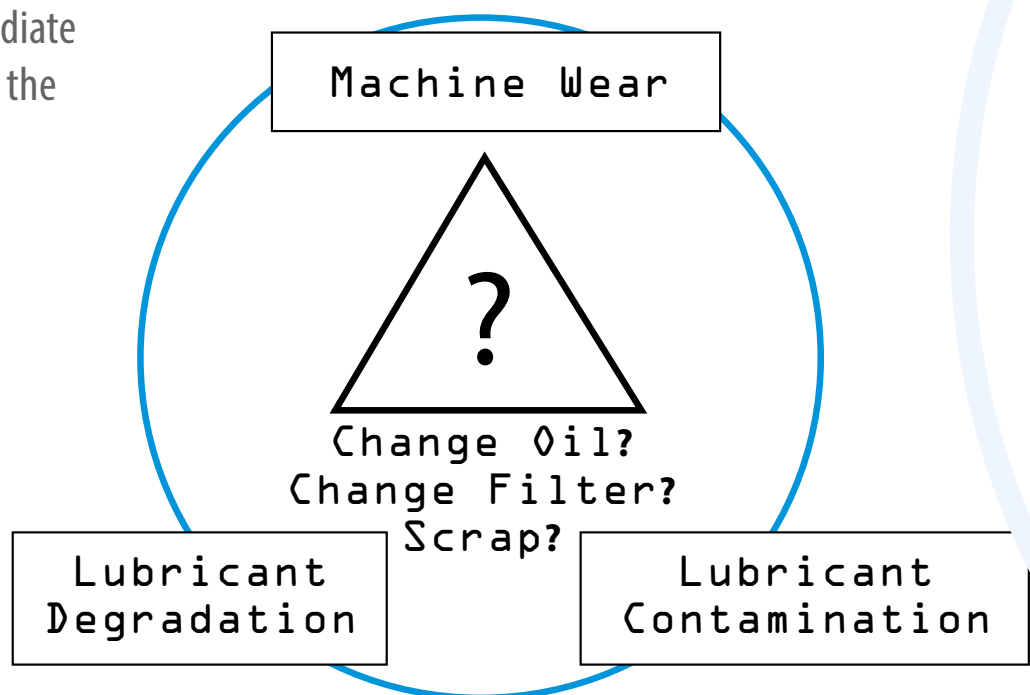 diate
the
Machine Wear
?
Change Oil?
Change Filter?
Scrap?
Lubricant
Degradation
Lubricant
Contamination